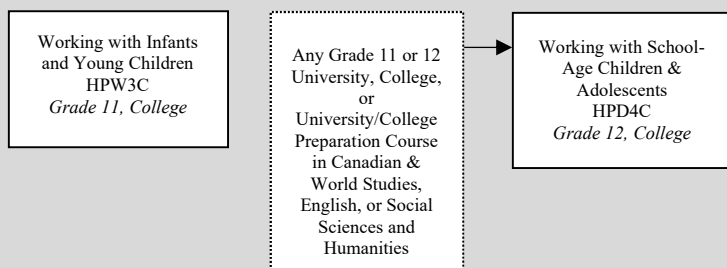 Working with Infants
and Young Children
HPW3C
Grade 11, College
Any Grade 11 or 12
University, College,
or
University/College
Preparation Course
in Canadian &
World Studies,
English, or Social
Sciences and
Humanities
Working with School-
Age Children &
Adolescents
HPD4C
Grade 12, College